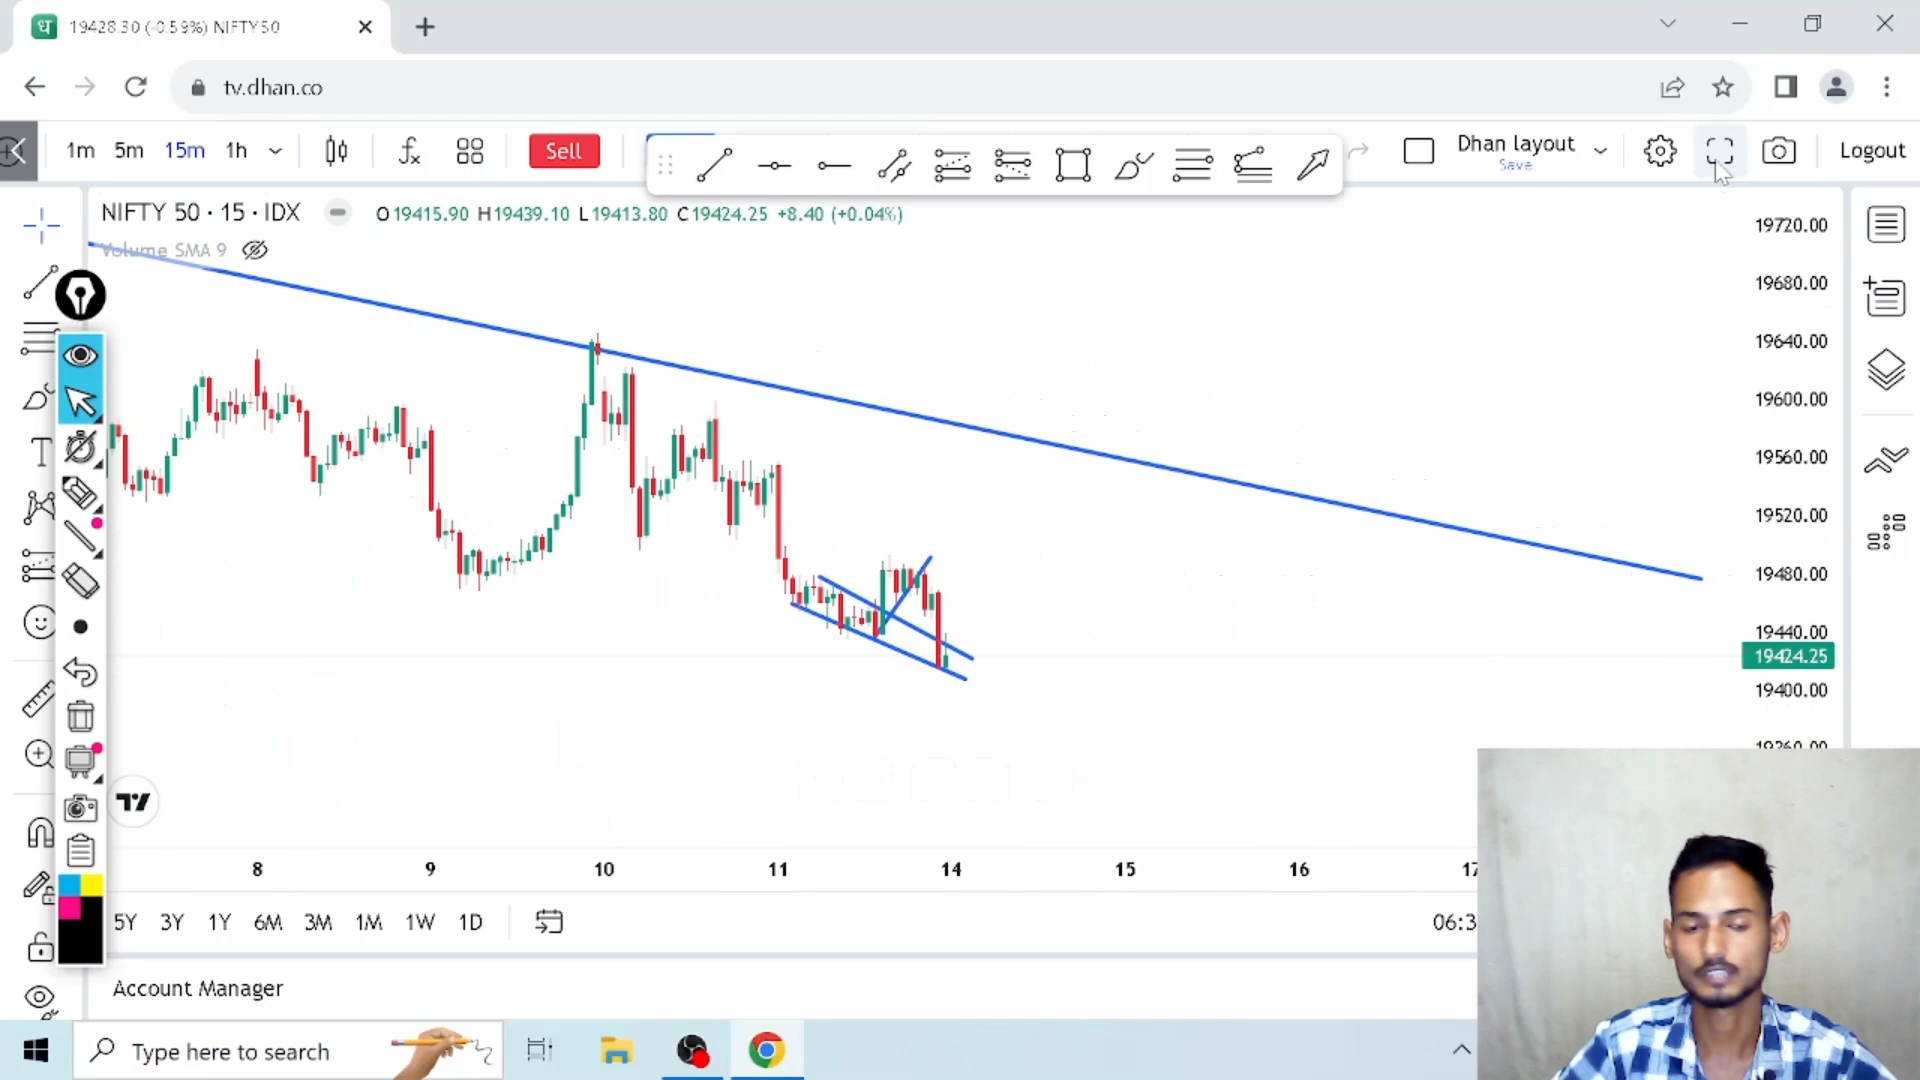 ध 19428.30 (-0.59%) NIFTY50
tv.dhan.co
1m 5m 15m 1h Sell Dhan layout Save Logout
NIFTY 50 · 15 · IDX O19415.90 H19439.10 L19413.80 C19424.25 +8.40 (+0.04%)
Volume SMA 9
19720.00
19680.00
19640.00
19600.00
19560.00
19520.00
19480.00
19440.00
19424.25
19400.00
T
8 9 10 11 14 15 16 17
5Y 3Y 1Y 6M 3M 1M 1W 1D 06:3
Account Manager
Type here to search